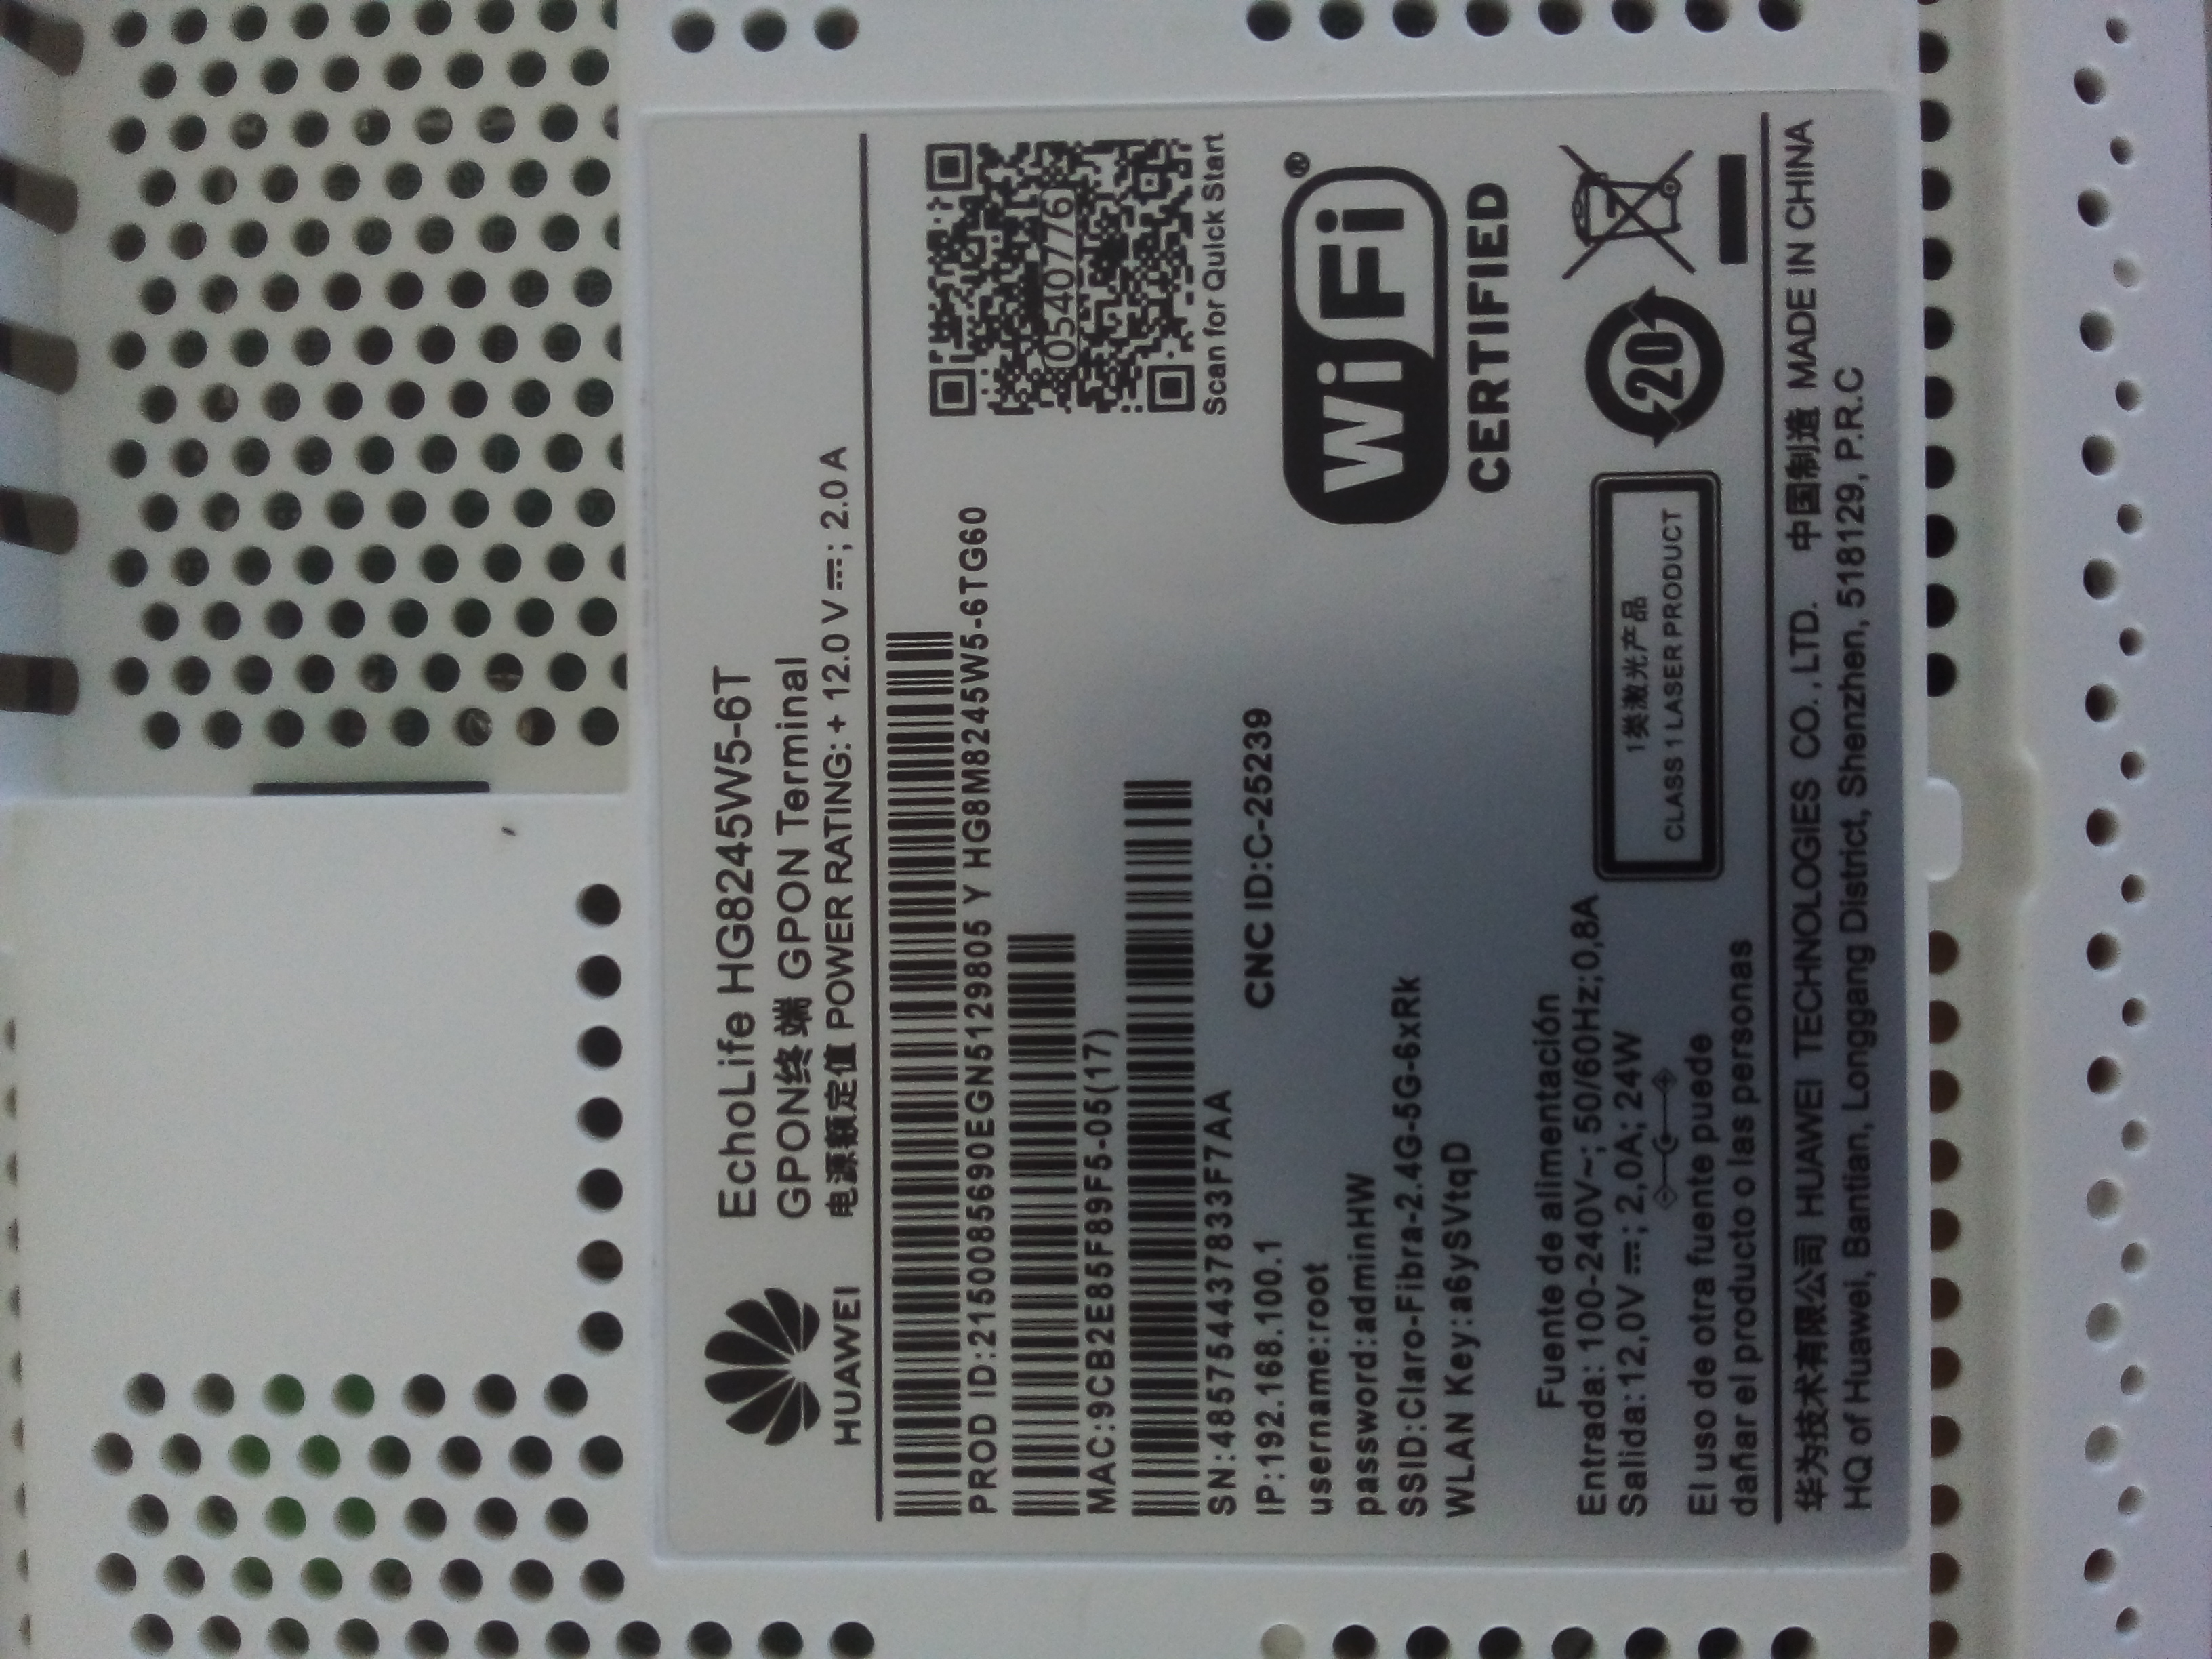 HUAWEI
EchoLife HG8245W5-6T
GPON终端 GPON Terminal
电源额定值 POWER RATING: + 12.0 V ⎓; 2.0 A
PROD ID:2150085690EGN5129805 Y HG8M8245W5-6TG60
MAC:9CB2E85F89F5-05(17)
SN:485754437833F7AA
05407761
Scan for Quick Start
IP:192.168.100.1
CNC ID:C-25239
username:root
password:adminHW
SSID:Claro-Fibra-2.4G-5G-6xRk
WLAN Key:a6ySVtqD
WiFi®
CERTIFIED
Fuente de alimentación
Entrada: 100-240V~; 50/60Hz;0,8A
Salida:12,0V ⎓; 2,0A; 24W
El uso de otra fuente puede
dañar el producto o las personas
1类激光产品
CLASS 1 LASER PRODUCT
20
华为技术有限公司 HUAWEI TECHNOLOGIES CO., LTD. 中国制造 MADE IN CHINA
HQ of Huawei, Bantian, Longgang District, Shenzhen, 518129, P.R.C